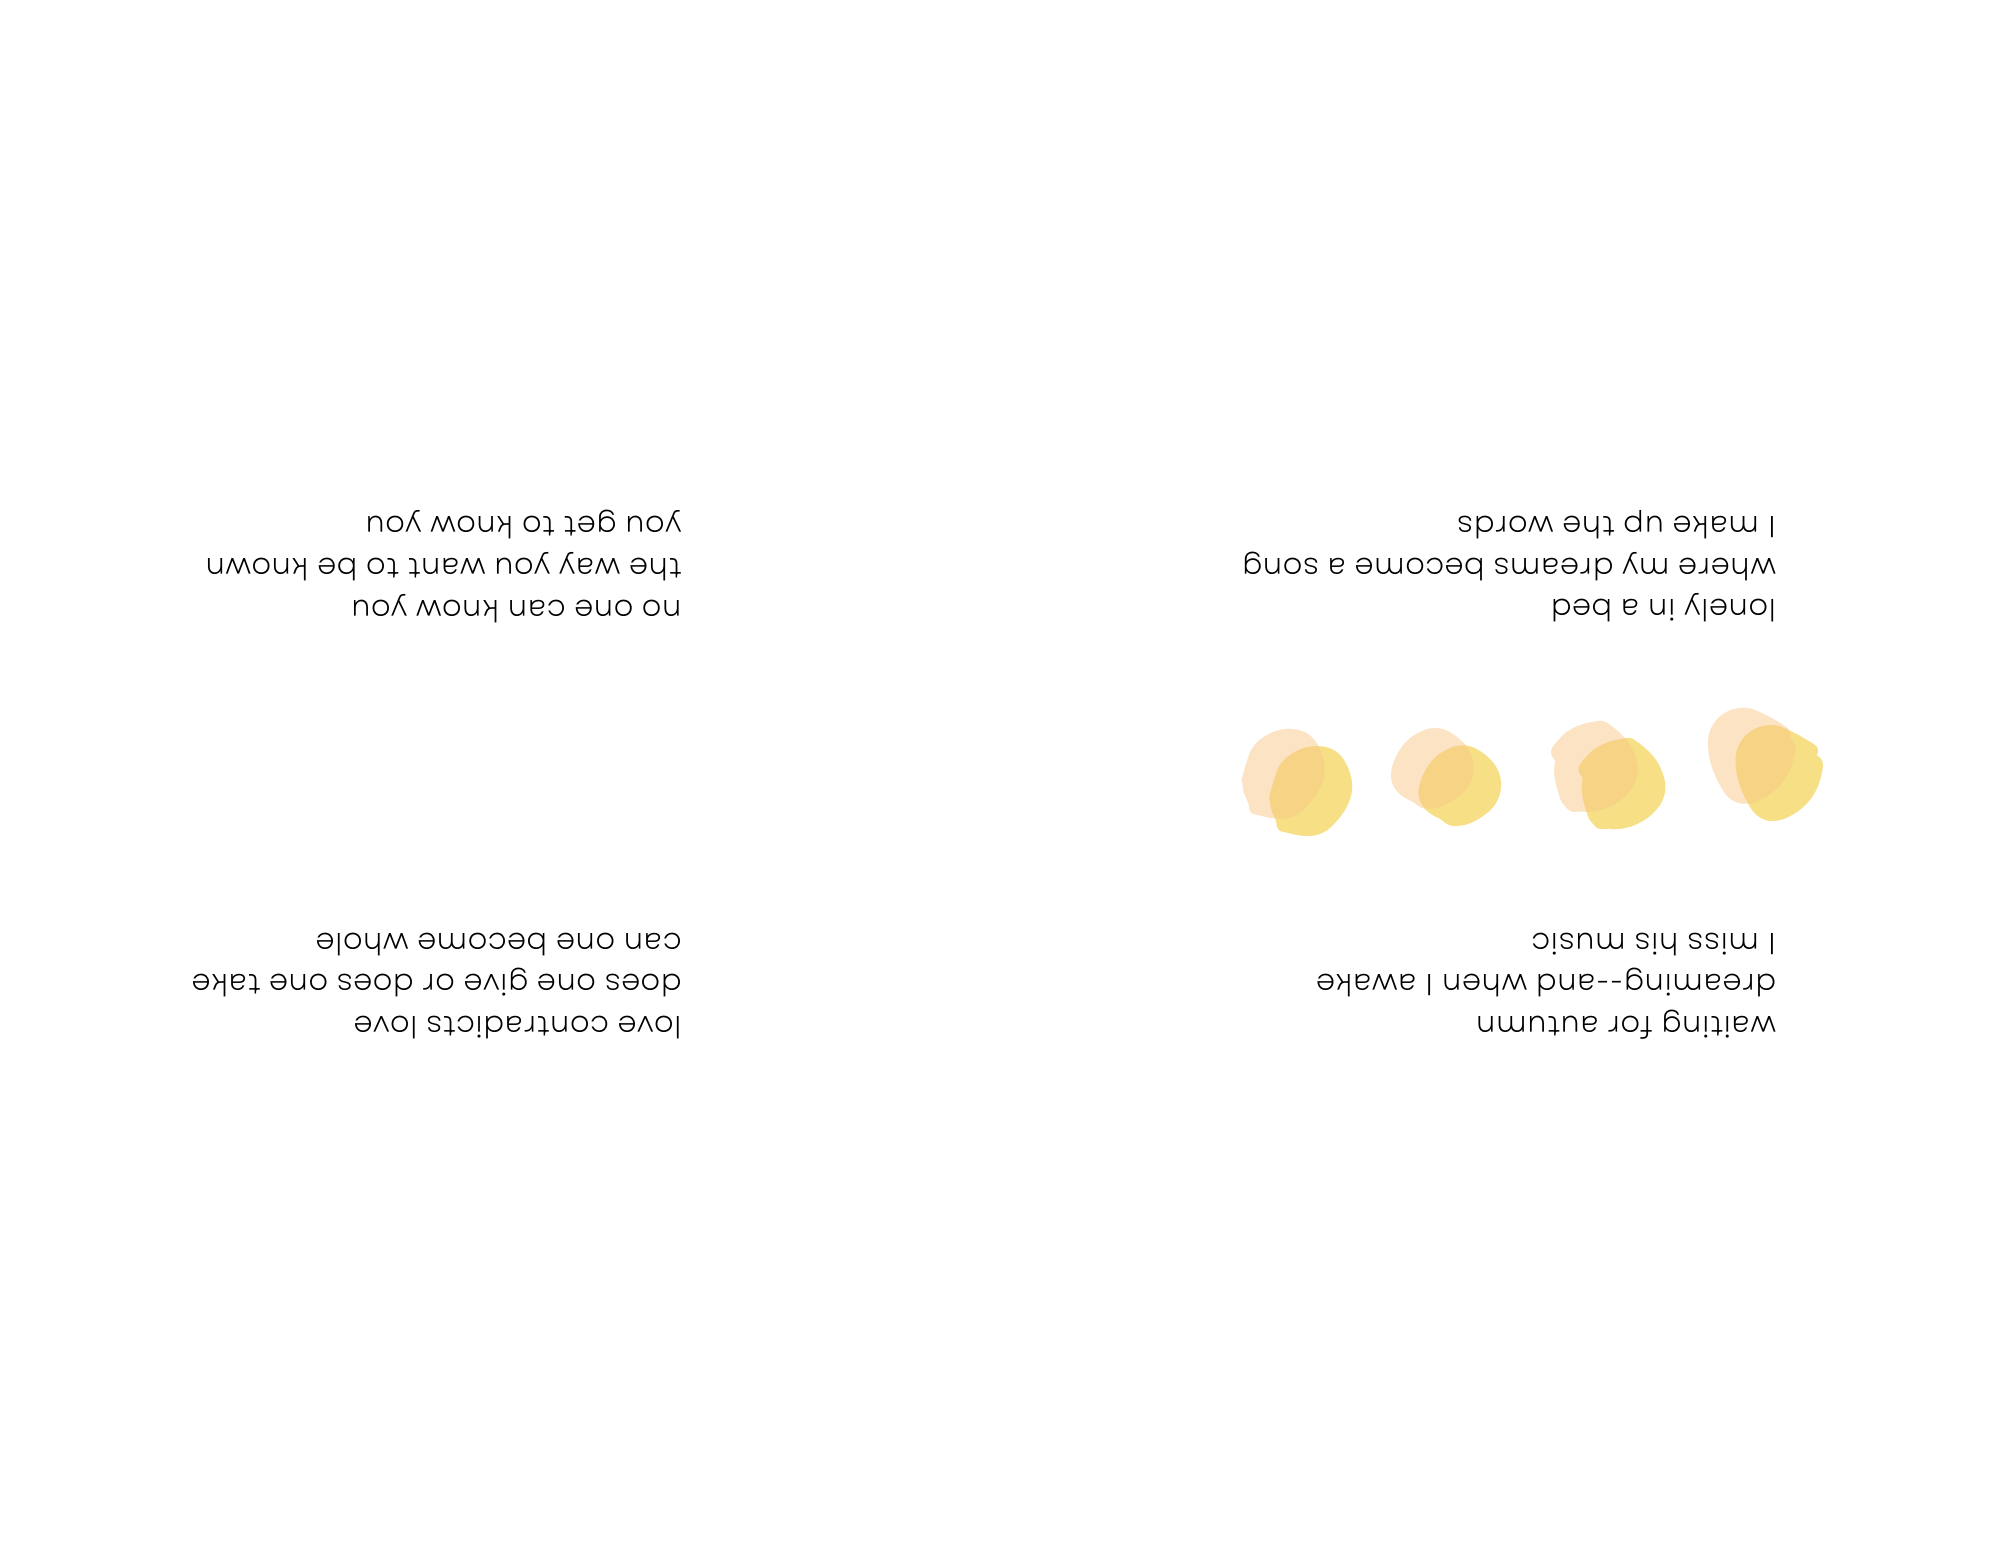 waiting for autumn
dreaming--and when I awake
I miss his music
lonely in a bed
where my dreams become a song
I make up the words
love contradicts love
does one give or does one take
can one become whole
no one can know you
the way you want to be known
you get to know you